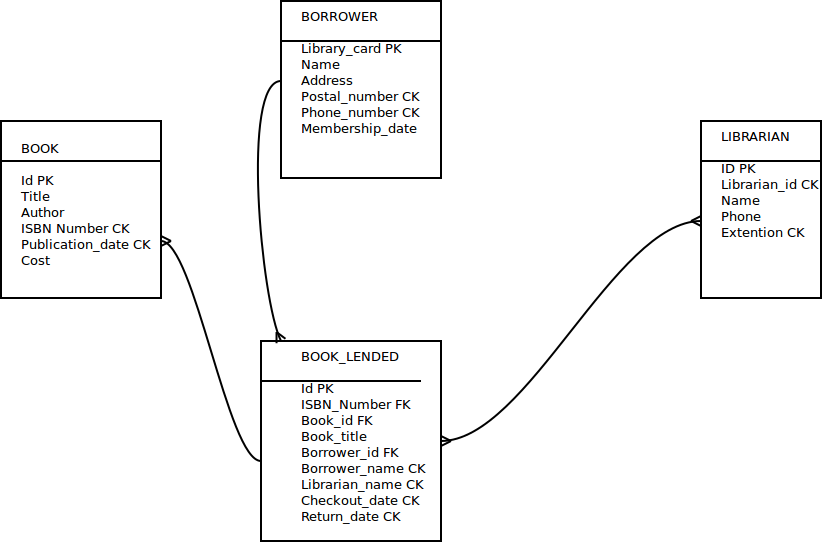 BORROWER
Library_card PK
Name
Address
Postal_number CK
Phone_number CK
Membership_date
BOOK
Id PK
Title
Author
ISBN Number CK
Publication_date CK
Cost
LIBRARIAN
ID PK
Librarian_id CK
Name
Phone
Extention CK
BOOK_LENDED
Id PK
ISBN_Number FK
Book_id FK
Book_title
Borrower_id FK
Borrower_name CK
Librarian_name CK
Checkout_date CK
Return_date CK